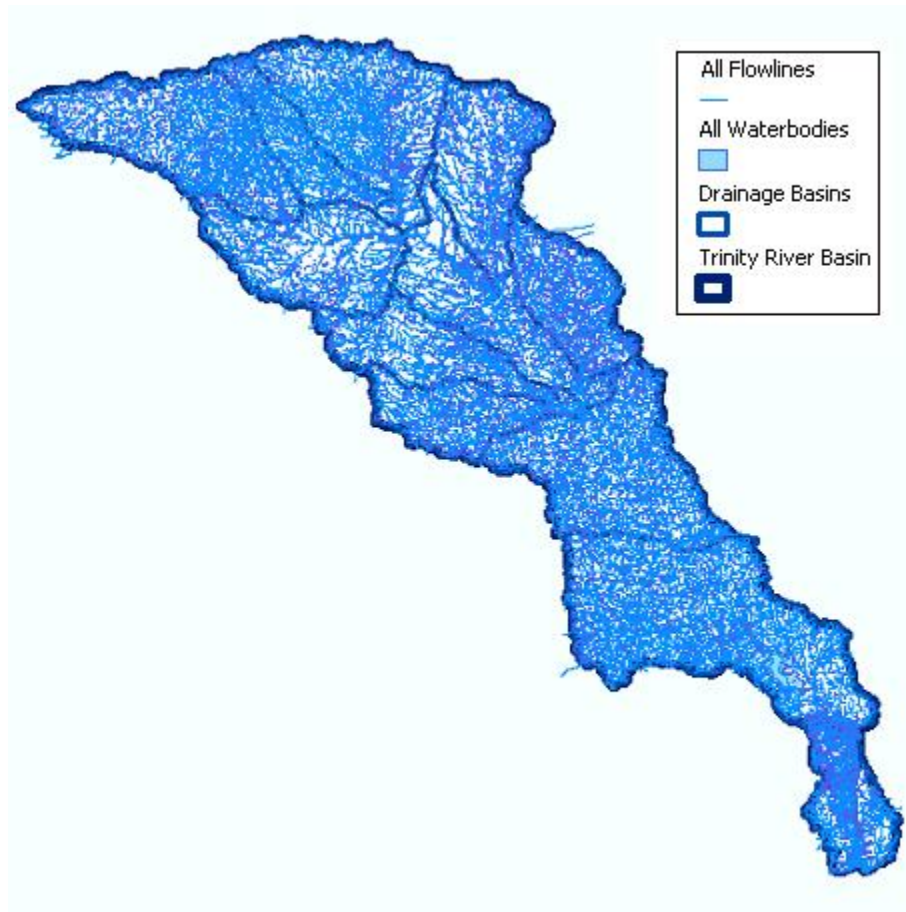 All Flowlines
All Waterbodies
Drainage Basins
Trinity River Basin